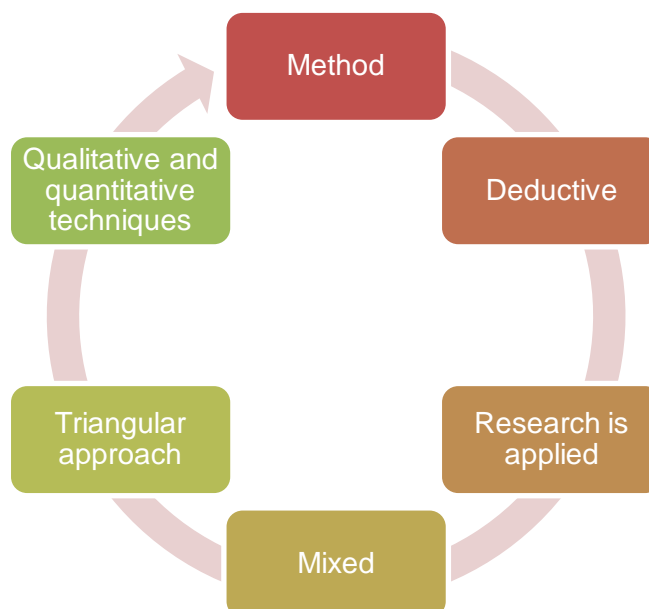 Method
Deductive
Research is
applied
Mixed
Triangular
approach
Qualitative and
quantitative
techniques